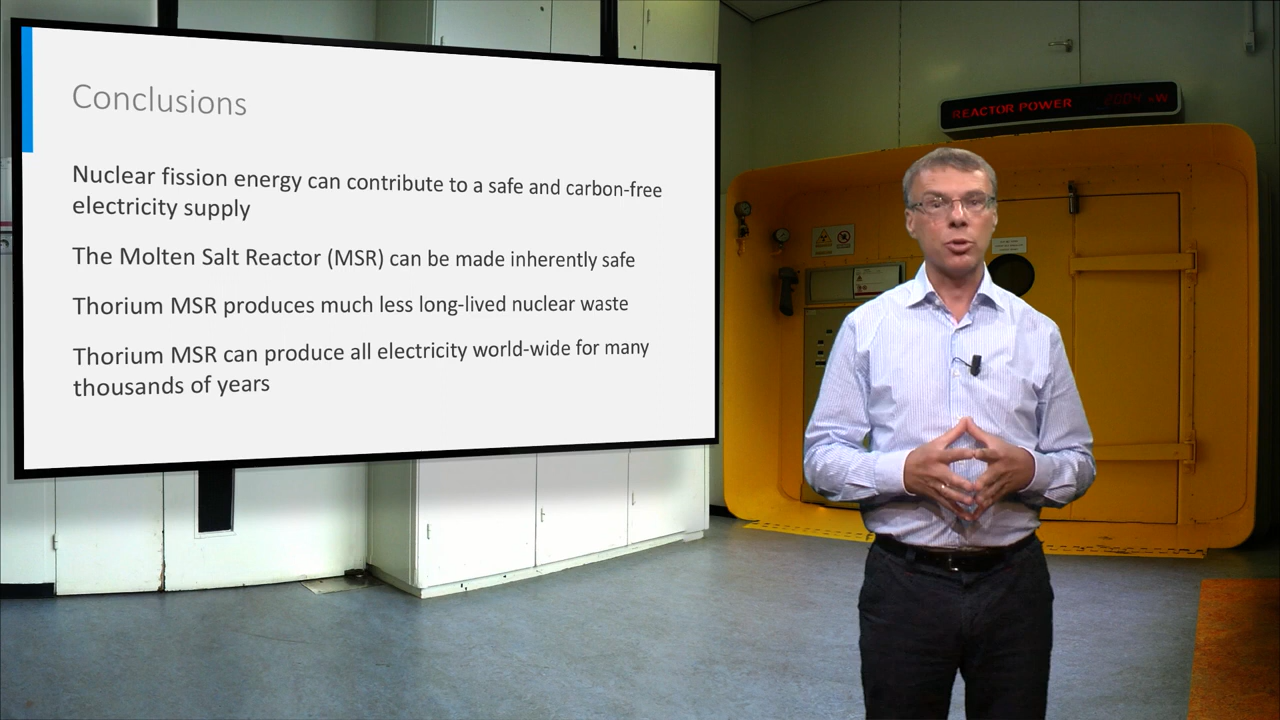 Conclusions
Nuclear fission energy can contribute to a safe and carbon-free
electricity supply
The Molten Salt Reactor (MSR) can be made inherently safe
Thorium MSR produces much less long-lived nuclear waste
Thorium MSR can produce all electricity world-wide for many
thousands of years
REACTOR POWER